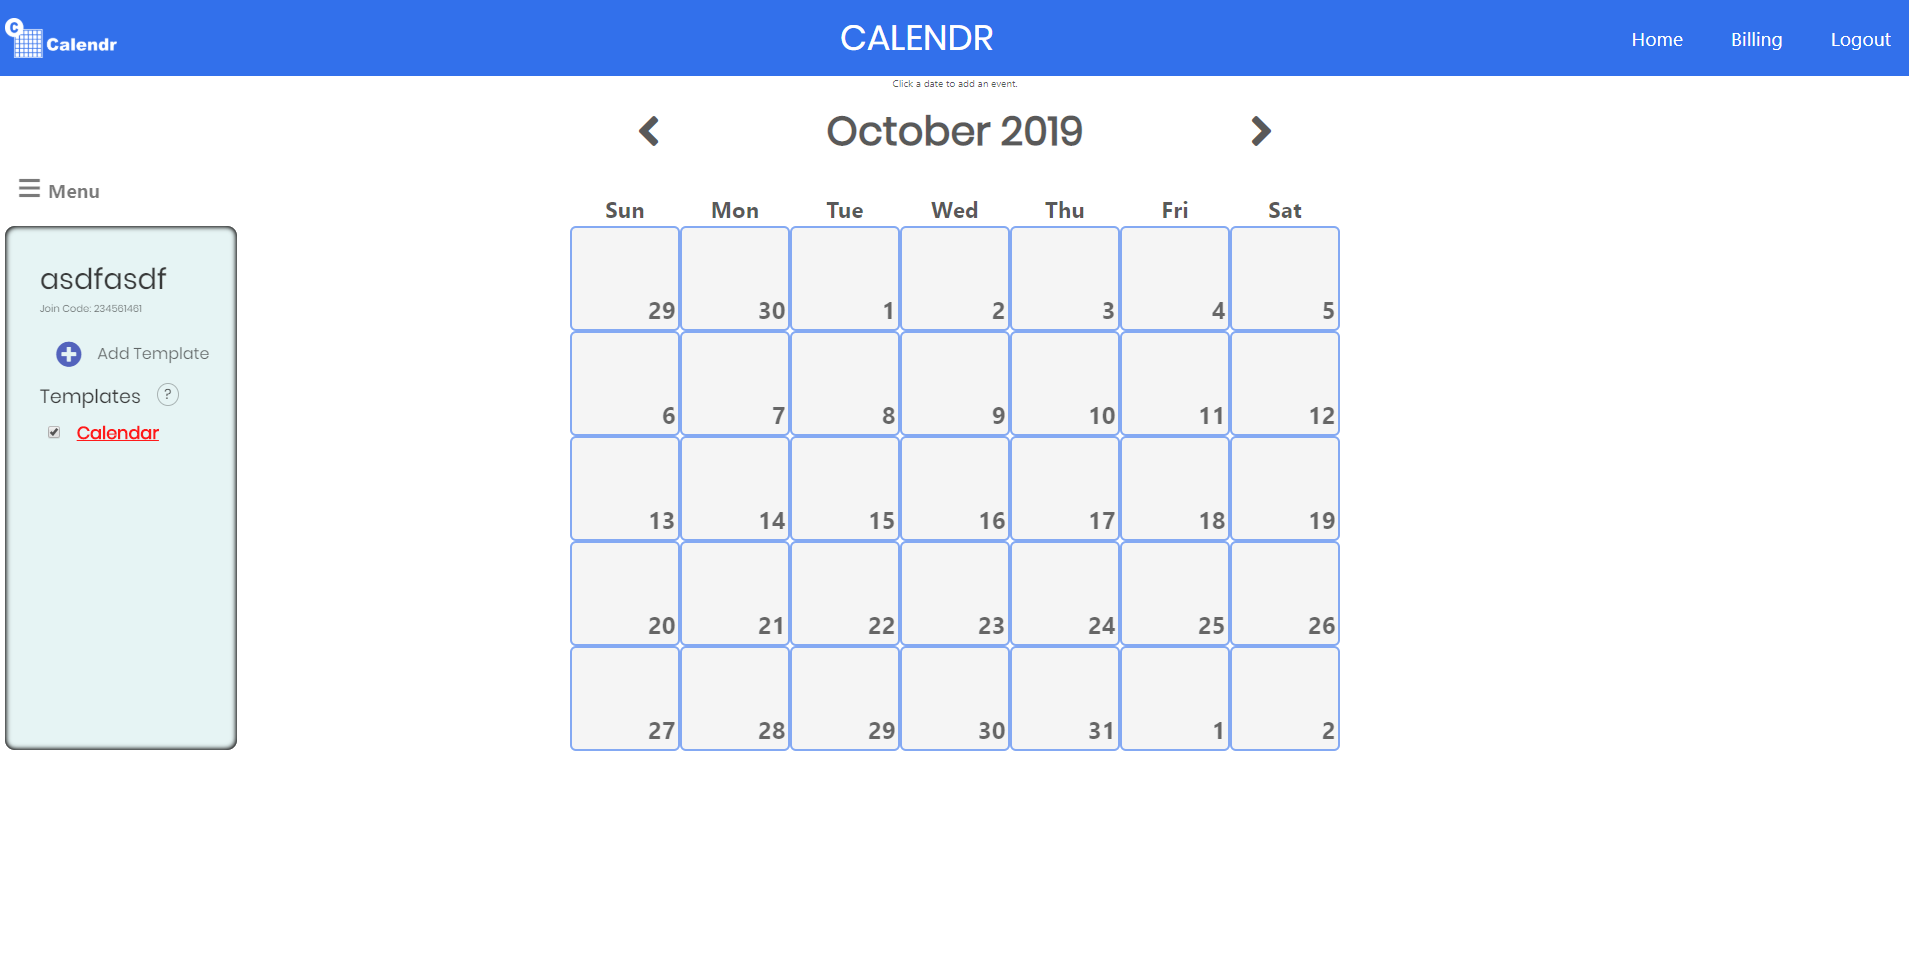 C
Calendr
CALENDR
Home Billing Logout
Click a date to add an event.
October 2019
Menu
Sun Mon Tue Wed Thu Fri Sat
asdfasdf
Join Code: 234561461
Add Template
Templates ?
Calendar
29 30 1 2 3 4 5
6 7 8 9 10 11 12
13 14 15 16 17 18 19
20 21 22 23 24 25 26
27 28 29 30 31 1 2